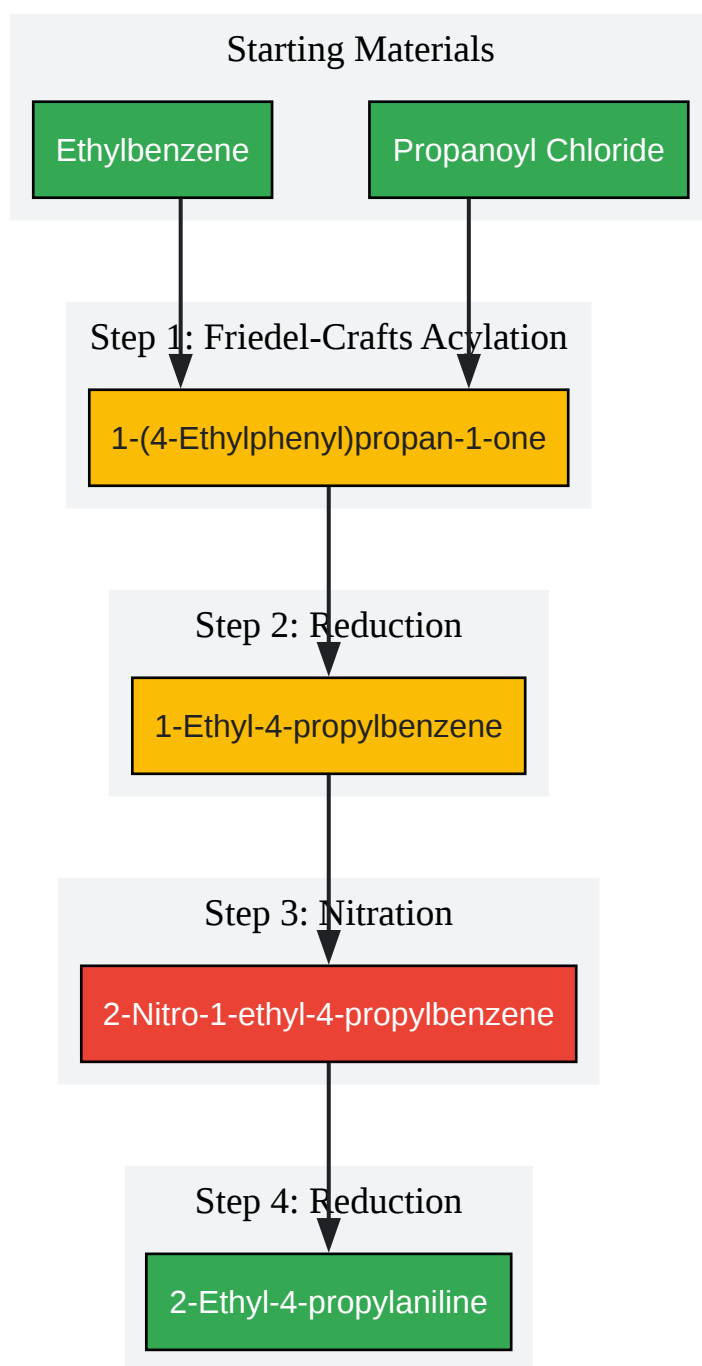 Starting Materials
Ethylbenzene
Propanoyl Chloride
Step 1: Friedel-Crafts Acylation
1-(4-Ethylphenyl)propan-1-one
Step 2: Reduction
1-Ethyl-4-propylbenzene
Step 3: Nitration
2-Nitro-1-ethyl-4-propylbenzene
Step 4: Reduction
2-Ethyl-4-propylaniline